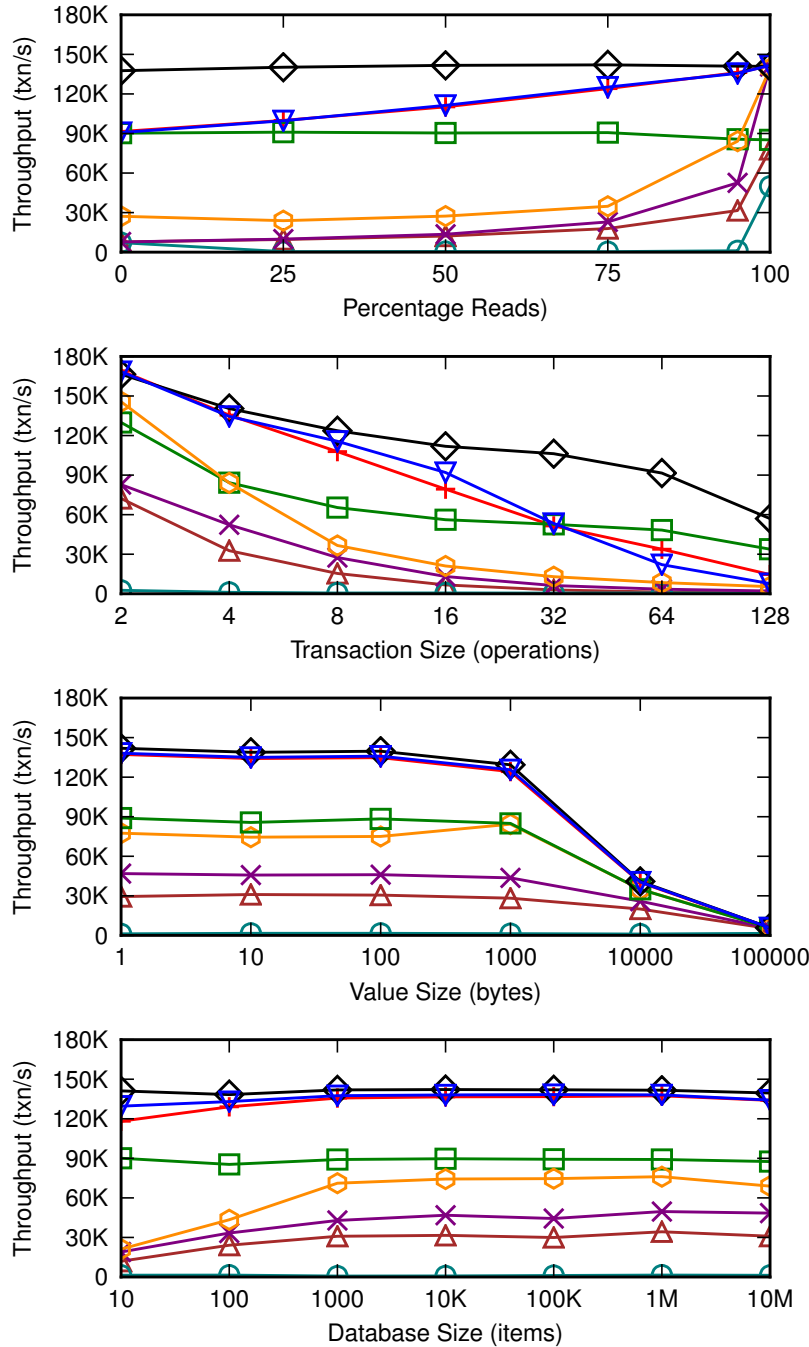 180K
150K
120K
90K
60K
30K
0
Throughput (txn/s)
0 25 50 75 100
Percentage Reads)
180K
150K
120K
90K
60K
30K
0
Throughput (txn/s)
2 4 8 16 32 64 128
Transaction Size (operations)
180K
150K
120K
90K
60K
30K
0
Throughput (txn/s)
1 10 100 1000 10000 100000
Value Size (bytes)
180K
150K
120K
90K
60K
30K
0
Throughput (txn/s)
10 100 1000 10K 100K 1M 10M
Database Size (items)